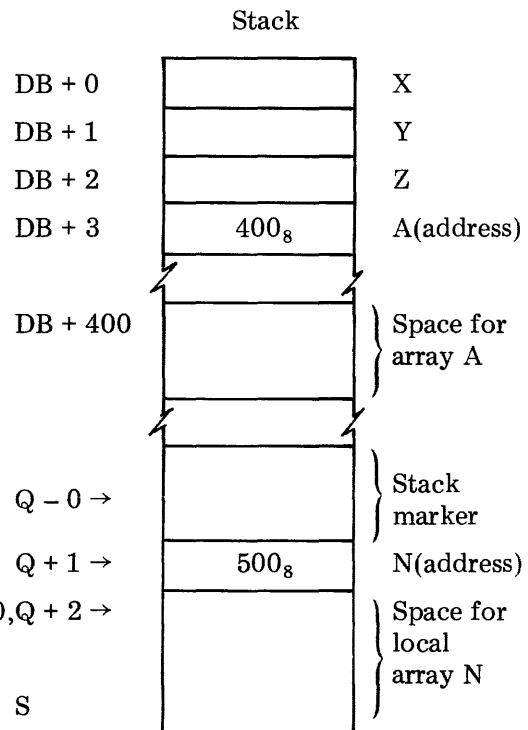 Stack
DB + 0 X
DB + 1 Y
DB + 2 Z
DB + 3 400₈ A(address)
DB + 400 Space for
array A
Stack
Q – 0 → marker
Q + 1 → 500₈ N(address)
,Q + 2 → Space for
local
array N
S